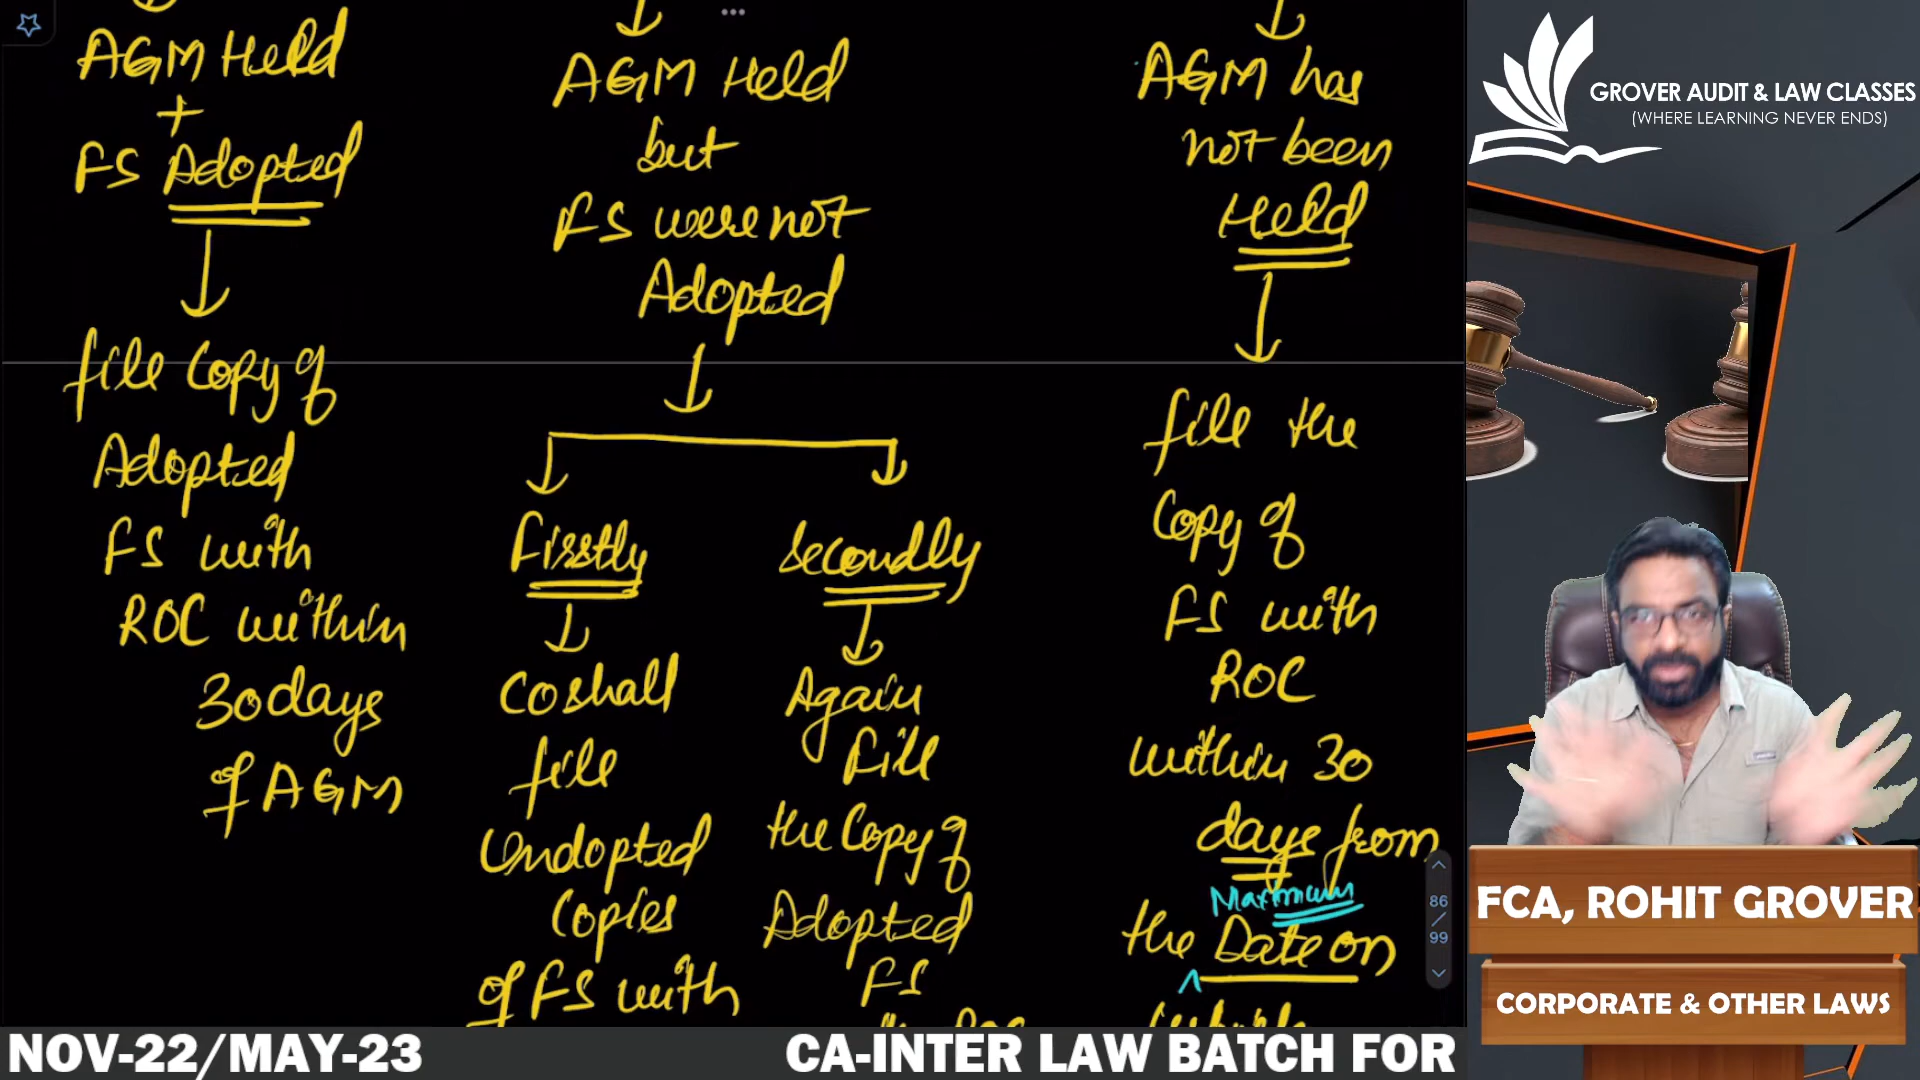 AGM Held
+
FS Adopted
file Copy of
Adopted
FS with
ROC within
30 days
of AGM
AGM Held
but
FS were not
Adopted
Firstly
Co shall
file
Undopted
Copies
of FS with
Secondly
Again
File
the Copy of
Adopted
FS
AGM has
not been
Held
file the
Copy of
FS with
ROC
within 30
days from
Maximum
the Date on
86
99
GROVER AUDIT & LAW CLASSES
(WHERE LEARNING NEVER ENDS)
FCA, ROHIT GROVER
CORPORATE & OTHER LAWS
NOV-22/MAY-23
CA-INTER LAW BATCH FOR